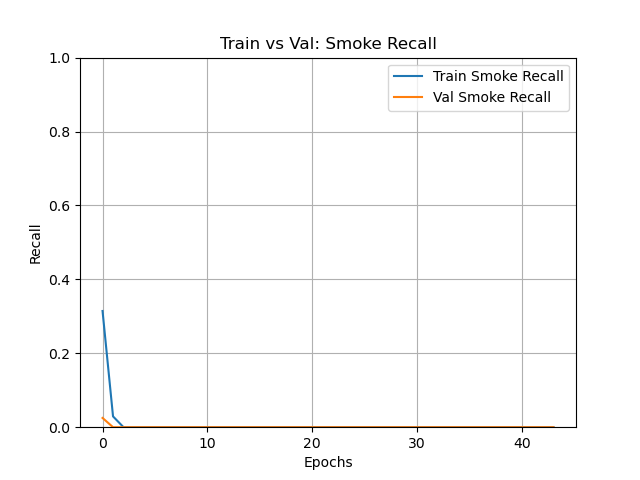 Train vs Val: Smoke Recall
1.0
0.8
0.6
0.4
0.2
0.0
Recall
Train Smoke Recall
Val Smoke Recall
0 10 20 30 40
Epochs